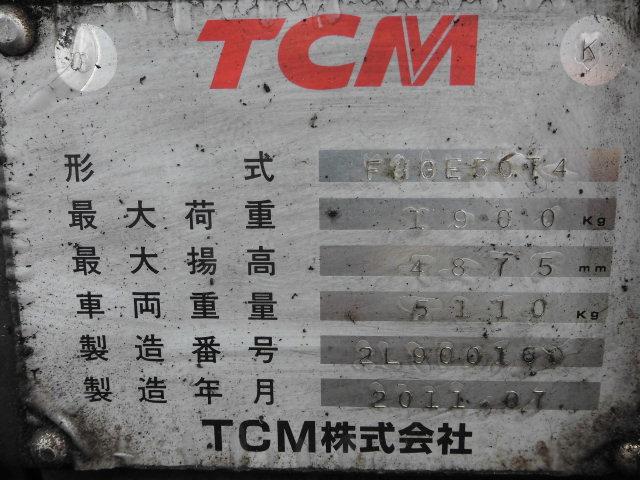 TCM
K
形式
最大荷重 1900 Kg
最大揚高 4875 mm
車両重量 5110 Kg
製造番号
製造年月 2011.07
TCM株式会社